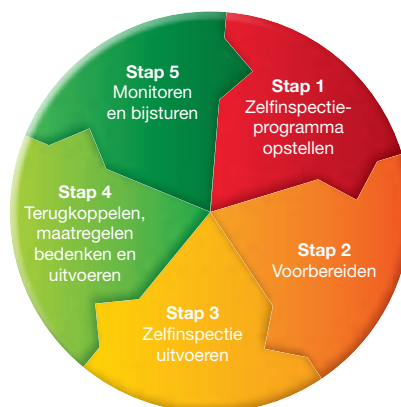 Stap 1
Zelfinspectie-
programma
opstellen
Stap 2
Voorbereiden
Stap 3
Zelfinspectie
uitvoeren
Stap 4
Terugkoppelen,
maatregelen
bedenken en
uitvoeren
Stap 5
Monitoren
en bijsturen